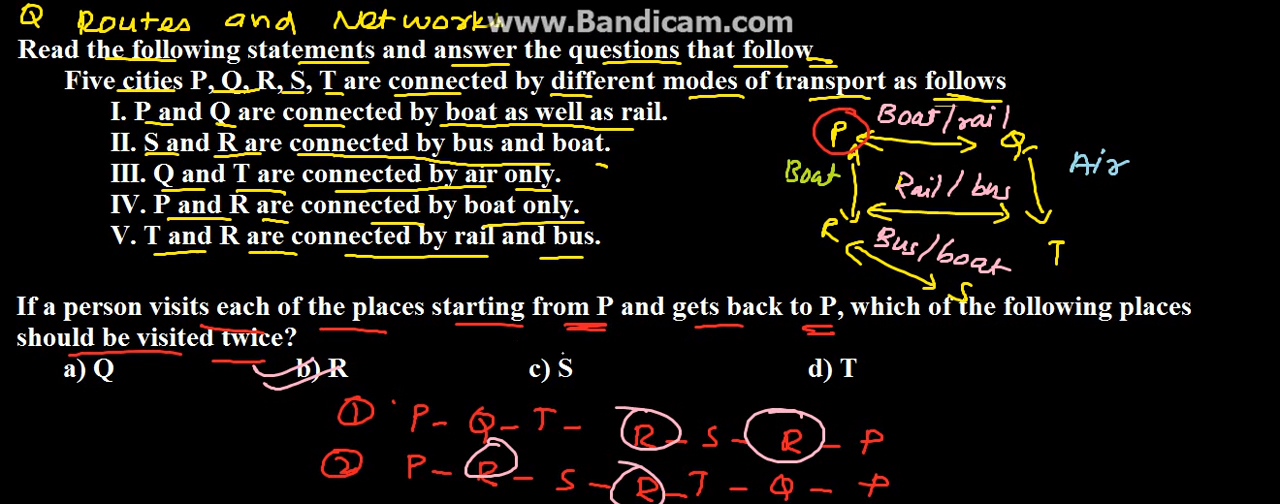 Q Routes and Network www.Bandicam.com
Read the following statements and answer the questions that follow
Five cities P, Q, R, S, T are connected by different modes of transport as follows
I. P and Q are connected by boat as well as rail.
II. S and R are connected by bus and boat.
III. Q and T are connected by air only.
IV. P and R are connected by boat only.
V. T and R are connected by rail and bus.
P Boat/rail Q Air
Boat Rail / bus
R Bus/boat T
S
If a person visits each of the places starting from P and gets back to P, which of the following places
should be visited twice?
a) Q b) R c) S d) T
① P - Q - T - R - S - R - P
② P - R - S - R - T - Q - P